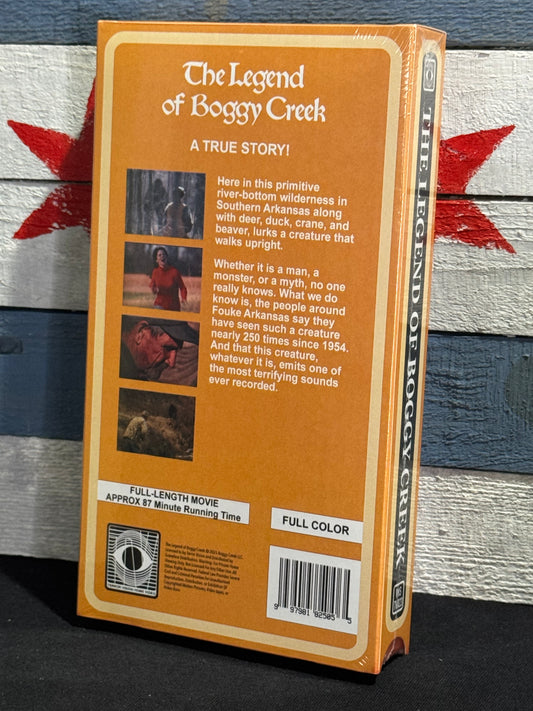 The Legend
of Boggy Creek
A TRUE STORY!
Here in this primitive
river-bottom wilderness in
Southern Arkansas along
with deer, duck, crane, and
beaver, lurks a creature that
walks upright.
Whether it is a man, a
monster, or a myth, no one
really knows. What we do
know is, the people around
Fouke Arkansas say they
have seen such a creature
nearly 250 times since 1954.
And that this creature,
whatever it is, emits one of
the most terrifying sounds
ever recorded.
FULL-LENGTH MOVIE
APPROX 87 Minute Running Time
FULL COLOR
9 97981 82505 5
THE LEGEND OF BOGGY CREEK